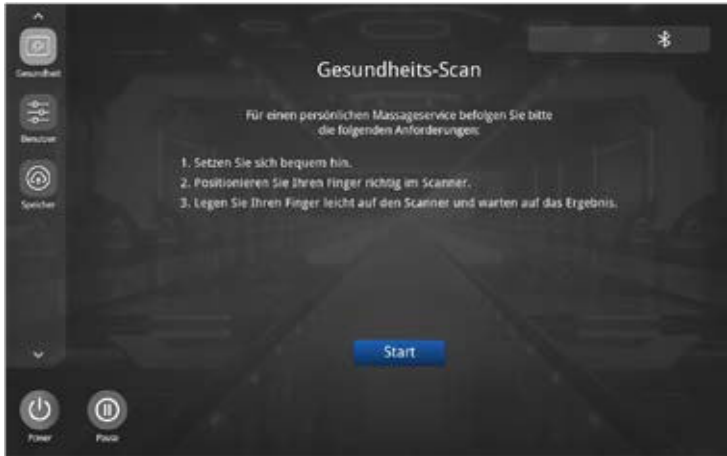 Gesundheit
Benutzer
Speicher
Gesundheits-Scan
Für einen persönlichen Massageservice befolgen Sie bitte
die folgenden Anforderungen:
1. Setzen Sie sich bequem hin.
2. Positionieren Sie Ihren Finger richtig im Scanner.
3. Legen Sie Ihren Finger leicht auf den Scanner und warten auf das Ergebnis.
Start
Power
Pause